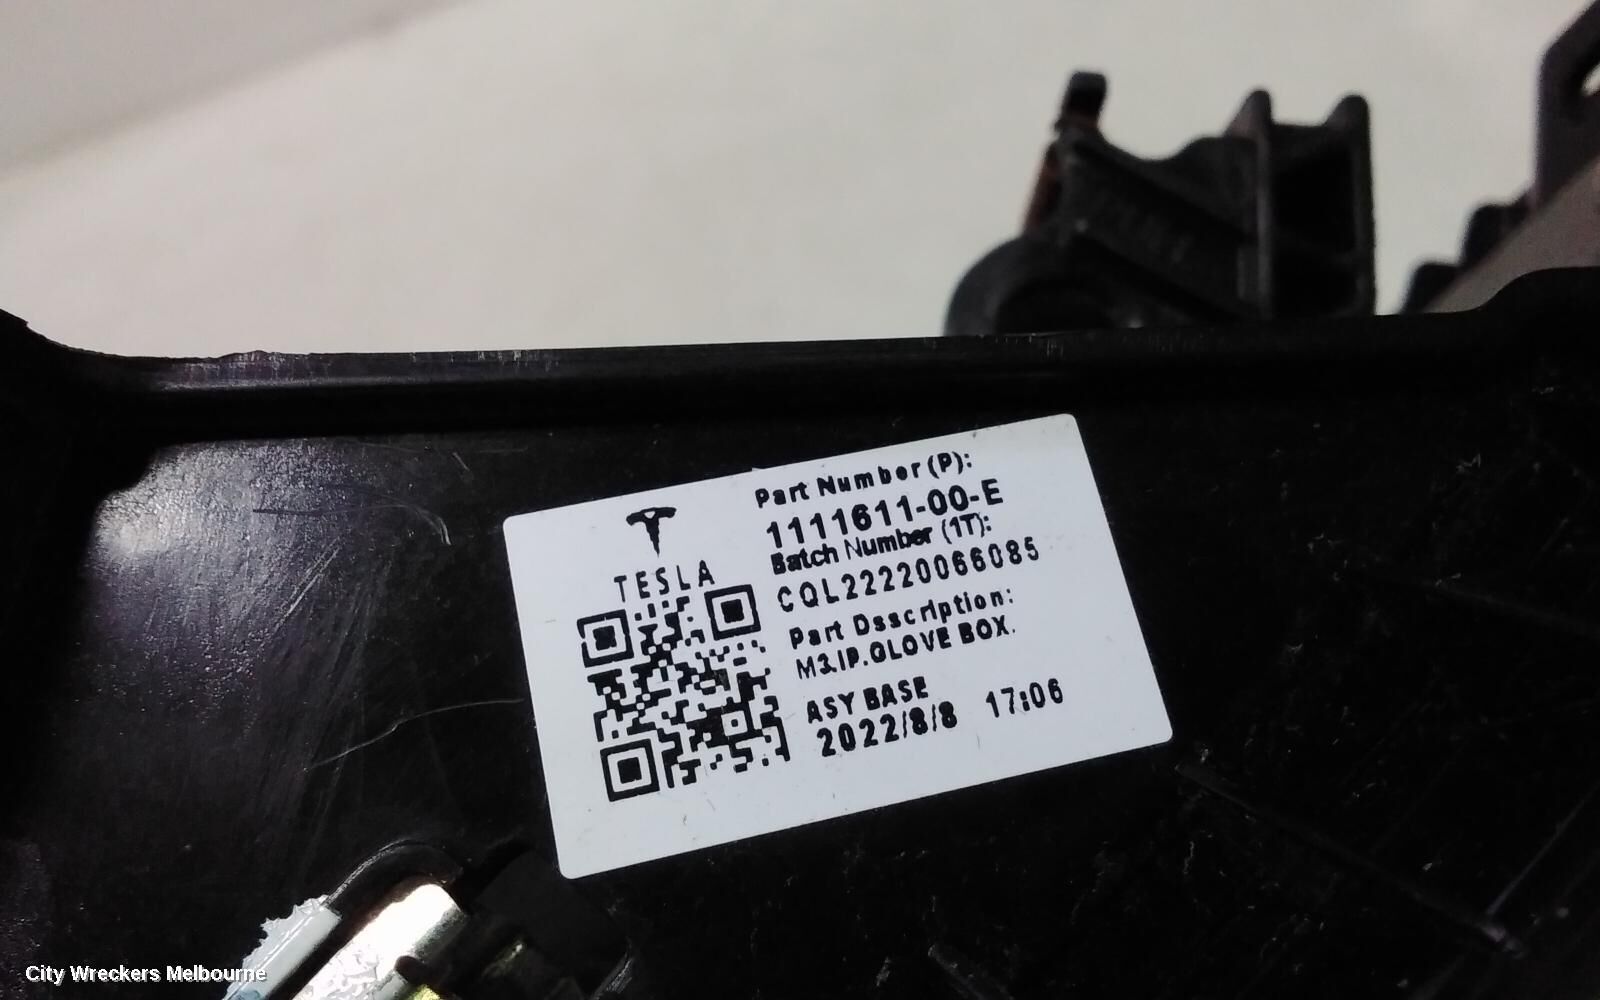 TESLA
Part Number (P):
1111611-00-E
Batch Number (1T):
CQL22220066085
Part Dsscription:
M3.IP.GLOVE BOX.
ASY BASE
2022/8/8 17:06
City Wreckers Melbourne